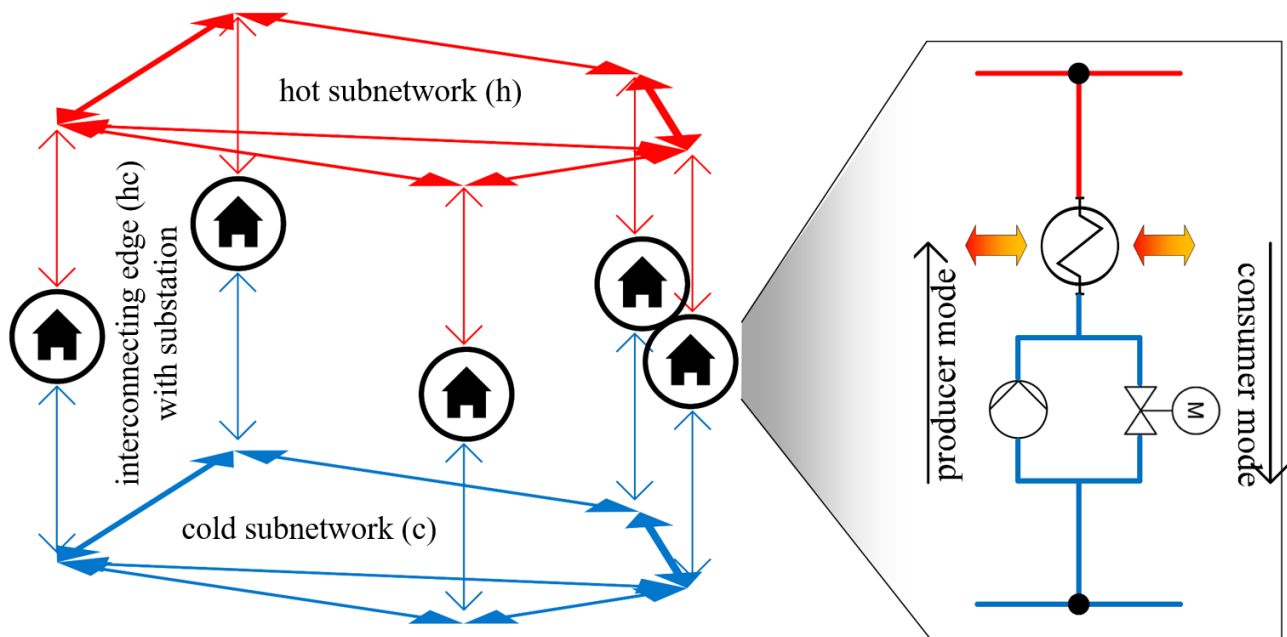 hot subnetwork (h)
interconnecting edge (hc)
with substation
cold subnetwork (c)
producer mode
consumer mode
M